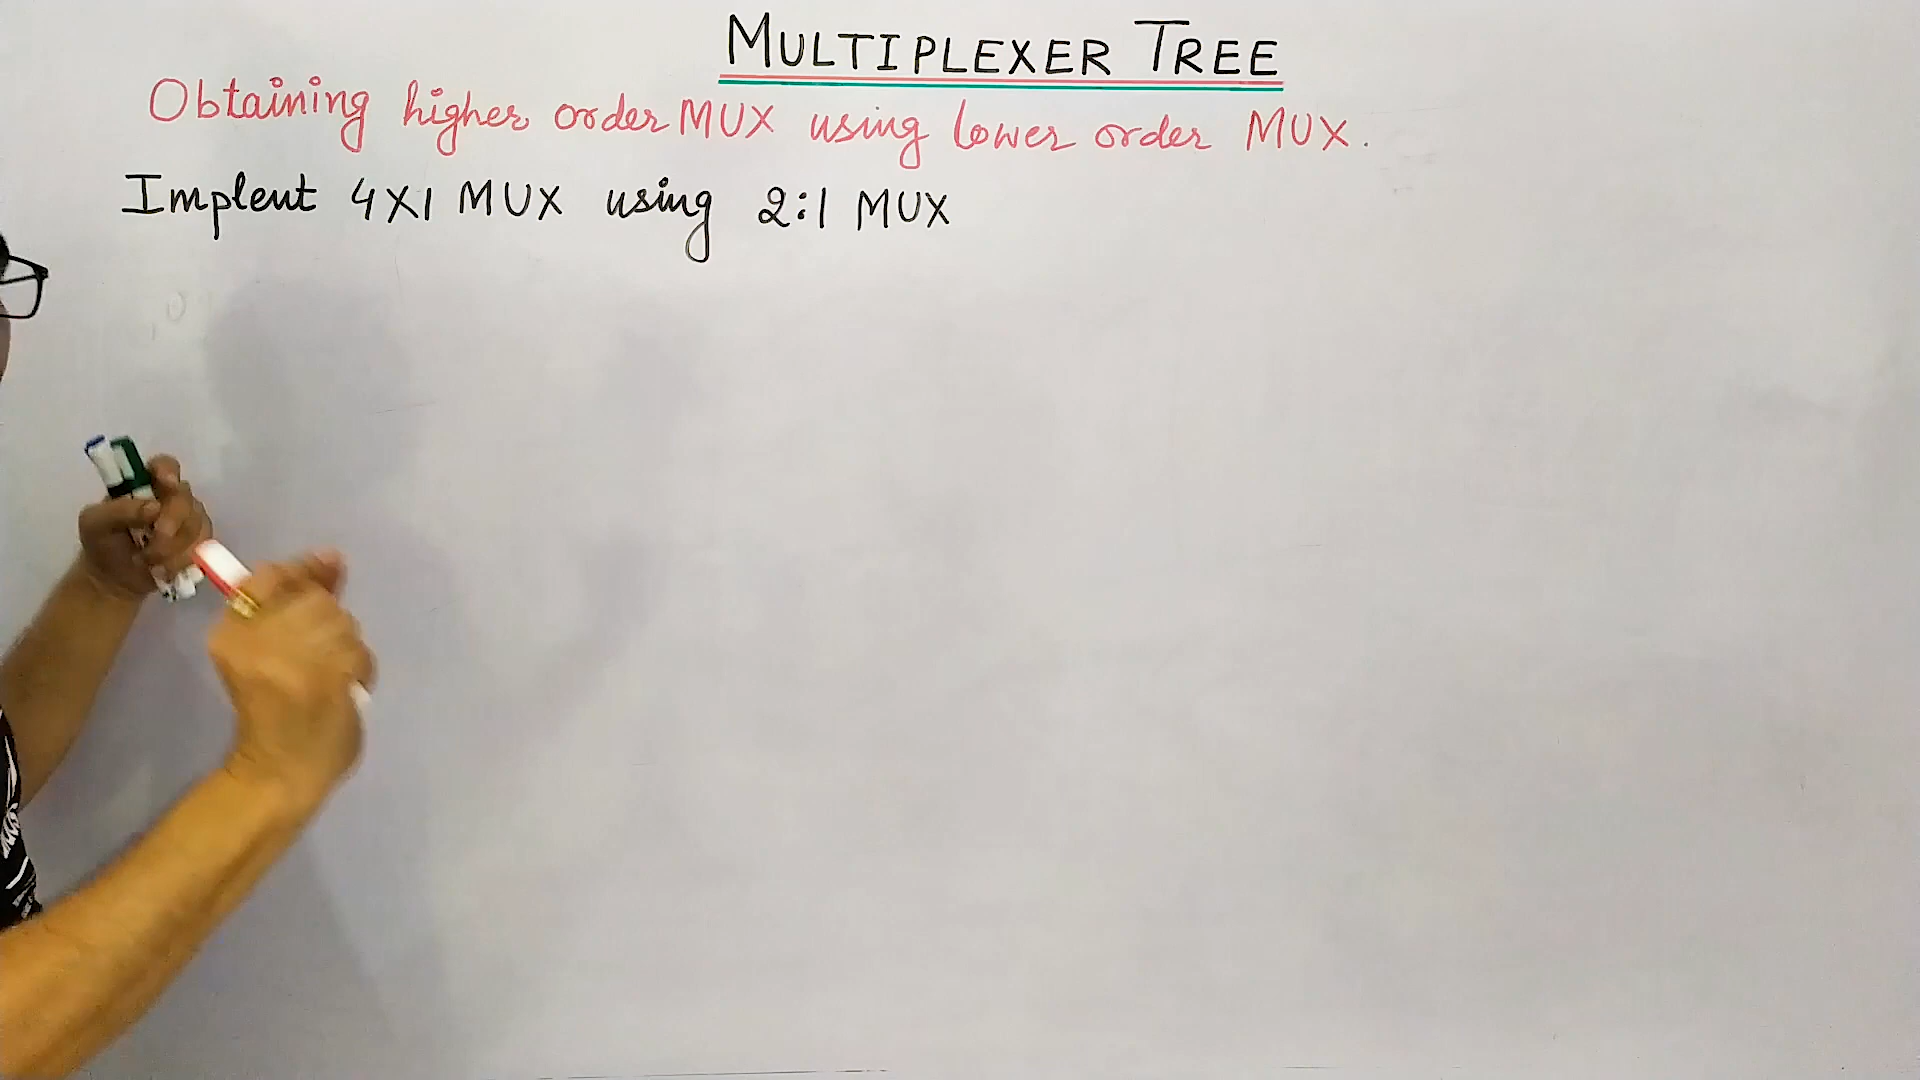 MULTIPLEXER TREE
Obtaining higher order MUX using lower order MUX.
Implent 4X1 MUX using 2:1 MUX